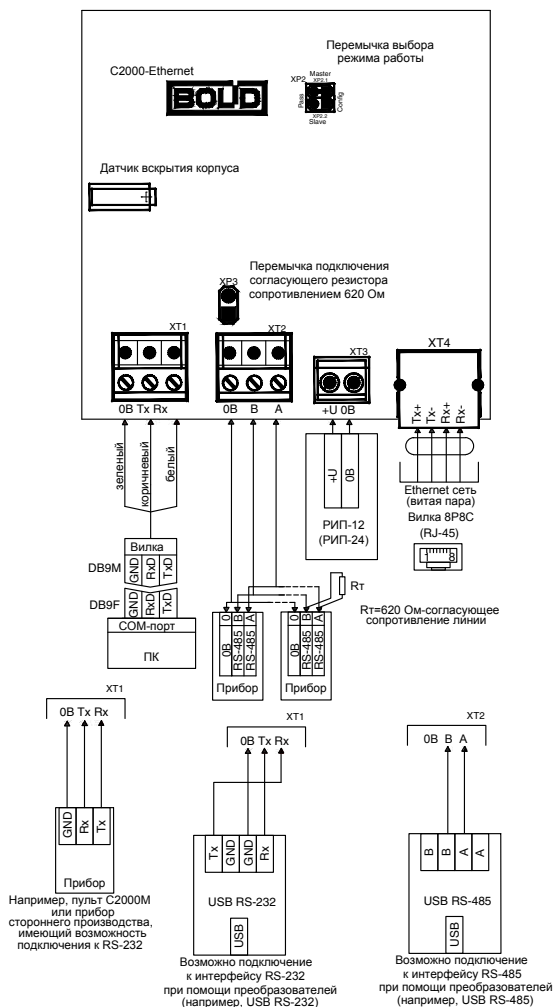 Перемычка выбора
режима работы
C2000-Ethernet
BOLID
XP2
Master
XP2.1
Pass
Config
XP2.2
Slave
Датчик вскрытия корпуса
Перемычка подключения
согласующего резистора
сопротивлением 620 Ом
XP3
XT1
XT2
XT3
XT4
0В Tx Rx
0В B A
+U 0В
Tx+
Tx-
Rx+
Rx-
зеленый
коричневый
белый
+U
0В
РИП-12
(РИП-24)
Ethernet сеть
(витая пара)
Вилка 8P8C
(RJ-45)
1 8
Вилка
DB9M
GND
RxD
TxD
DB9F
GND
RxD
TxD
COM-порт
ПК
Rт
Rт=620 Ом-согласующее
сопротивление линии
0 B A
0В
RS-485
RS-485
Прибор
0 B A
0В
RS-485
RS-485
Прибор
XT1
0В Tx Rx
GND
Rx
Tx
Прибор
Например, пульт С2000М
или прибор
стороннего производства,
имеющий возможность
подключения к RS-232
XT1
0В Tx Rx
Tx
GND
GND
Rx
USB RS-232
USB
Возможно подключение
к интерфейсу RS-232
при помощи преобразователей
(например, USB RS-232)
XT2
0В B A
B
B
A
A
USB RS-485
USB
Возможно подключение
к интерфейсу RS-485
при помощи преобразователей
(например, USB RS-485)